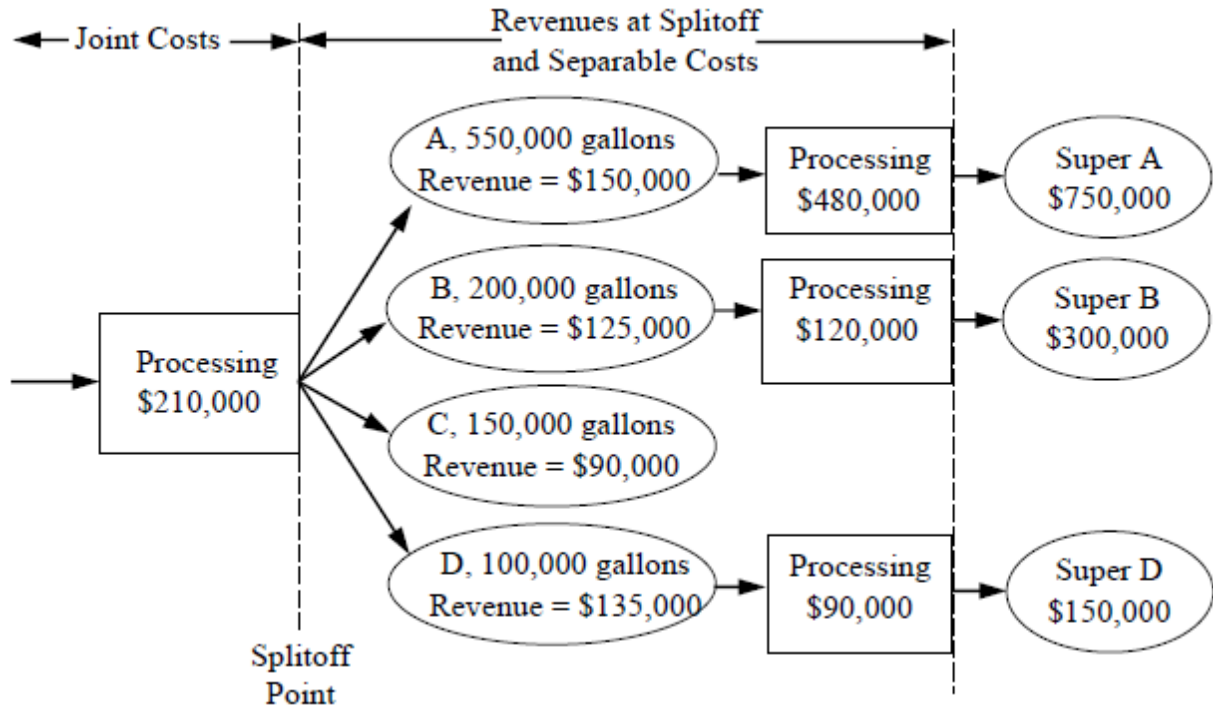 Joint Costs
Revenues at Splitoff
and Separable Costs
A, 550,000 gallons
Revenue = $150,000
Processing
$480,000
Super A
$750,000
B, 200,000 gallons
Revenue = $125,000
Processing
$120,000
Super B
$300,000
Processing
$210,000
C, 150,000 gallons
Revenue = $90,000
D, 100,000 gallons
Revenue = $135,000
Processing
$90,000
Super D
$150,000
Splitoff
Point